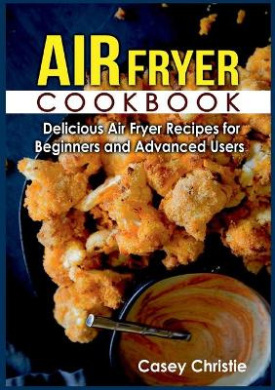 AIR FRYER
COOKBOOK
Delicious Air Fryer Recipes for
Beginners and Advanced Users
Casey Christie